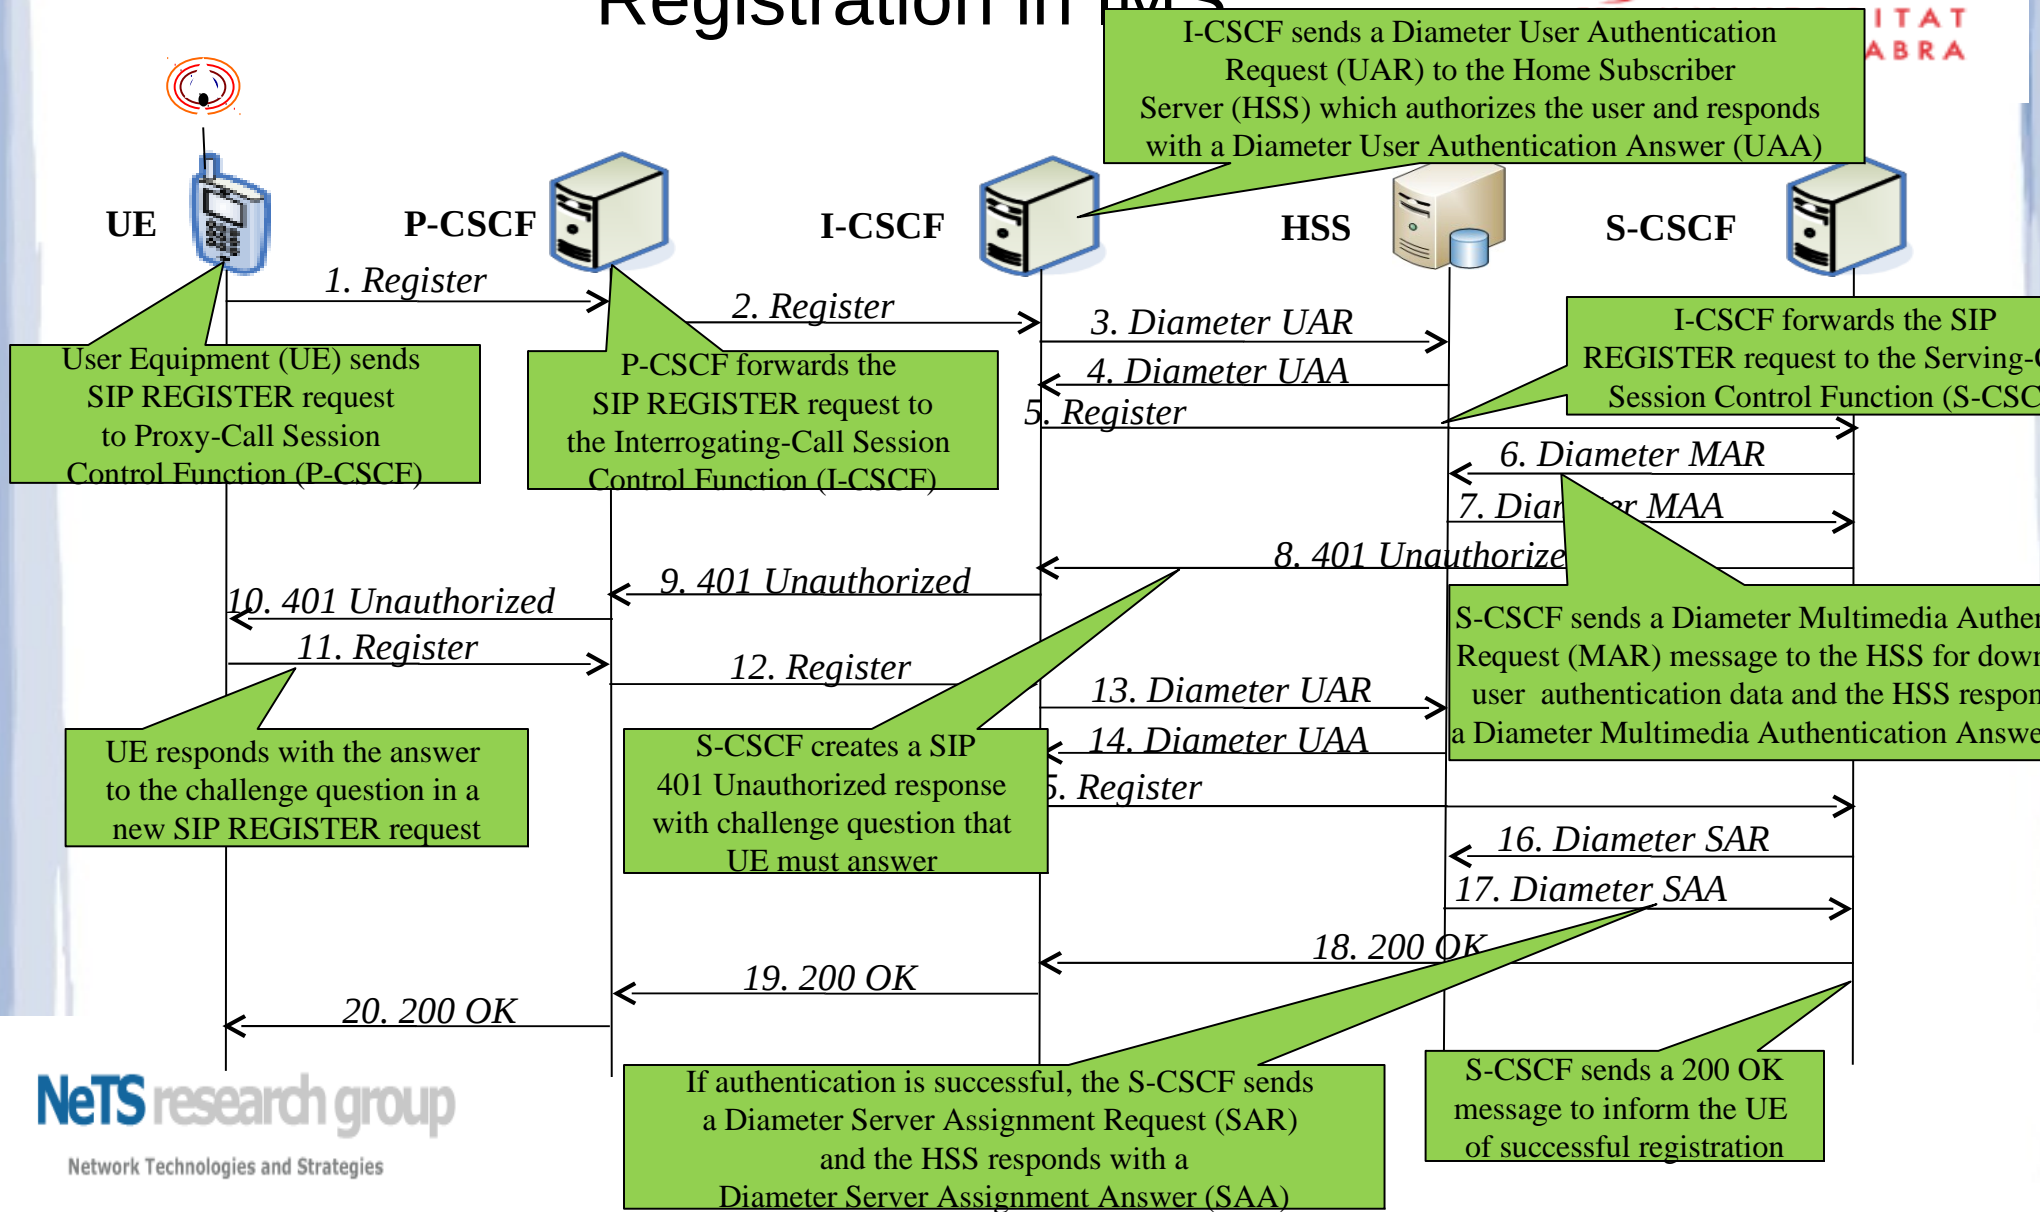 Registration in IMS
ITAT
ABRA
I-CSCF sends a Diameter User Authentication
Request (UAR) to the Home Subscriber
Server (HSS) which authorizes the user and responds
with a Diameter User Authentication Answer (UAA)
UE
P-CSCF
I-CSCF
HSS
S-CSCF
1. Register
2. Register
3. Diameter UAR
4. Diameter UAA
5. Register
I-CSCF forwards the SIP
REGISTER request to the Serving-
Session Control Function (S-CSC
User Equipment (UE) sends
SIP REGISTER request
to Proxy-Call Session
Control Function (P-CSCF)
P-CSCF forwards the
SIP REGISTER request to
the Interrogating-Call Session
Control Function (I-CSCF)
6. Diameter MAR
7. Diam er MAA
8. 401 Unauthorize
9. 401 Unauthorized
10. 401 Unauthorized
11. Register
12. Register
13. Diameter UAR
14. Diameter UAA
5. Register
S-CSCF sends a Diameter Multimedia Authen
Request (MAR) message to the HSS for down
user authentication data and the HSS respon
a Diameter Multimedia Authentication Answe
UE responds with the answer
to the challenge question in a
new SIP REGISTER request
S-CSCF creates a SIP
401 Unauthorized response
with challenge question that
UE must answer
16. Diameter SAR
17. Diameter SAA
18. 200 OK
19. 200 OK
20. 200 OK
If authentication is successful, the S-CSCF sends
a Diameter Server Assignment Request (SAR)
and the HSS responds with a
Diameter Server Assignment Answer (SAA)
S-CSCF sends a 200 OK
message to inform the UE
of successful registration
NeTS research group
Network Technologies and Strategies